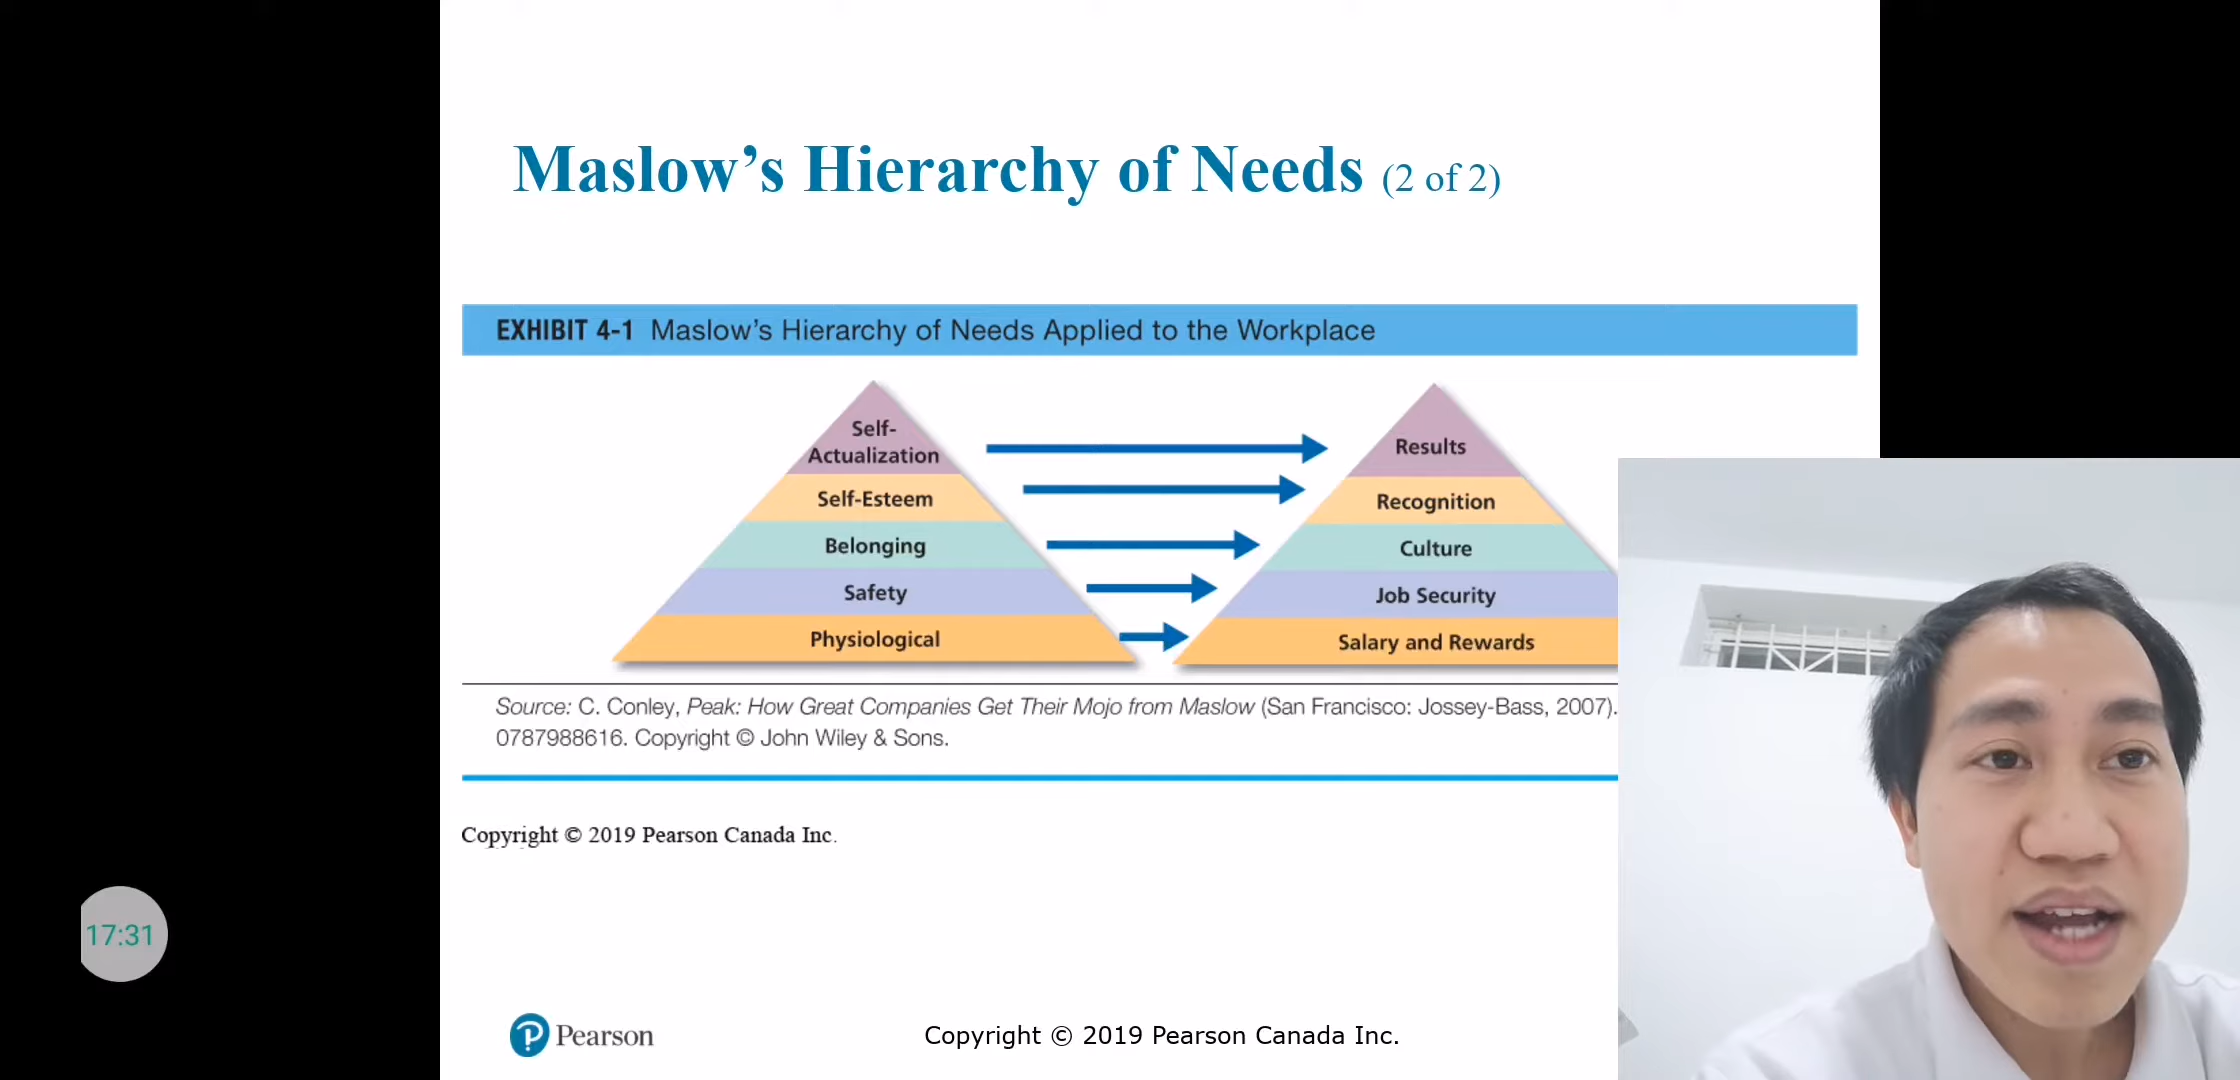 Maslow’s Hierarchy of Needs (2 of 2)
EXHIBIT 4-1 Maslow’s Hierarchy of Needs Applied to the Workplace
Self-
Actualization
Self-Esteem
Belonging
Safety
Physiological
Results
Recognition
Culture
Job Security
Salary and Rewards
Source: C. Conley, Peak: How Great Companies Get Their Mojo from Maslow (San Francisco: Jossey-Bass, 2007).
0787988616. Copyright © John Wiley & Sons.
Copyright © 2019 Pearson Canada Inc.
17:31
Pearson
Copyright © 2019 Pearson Canada Inc.